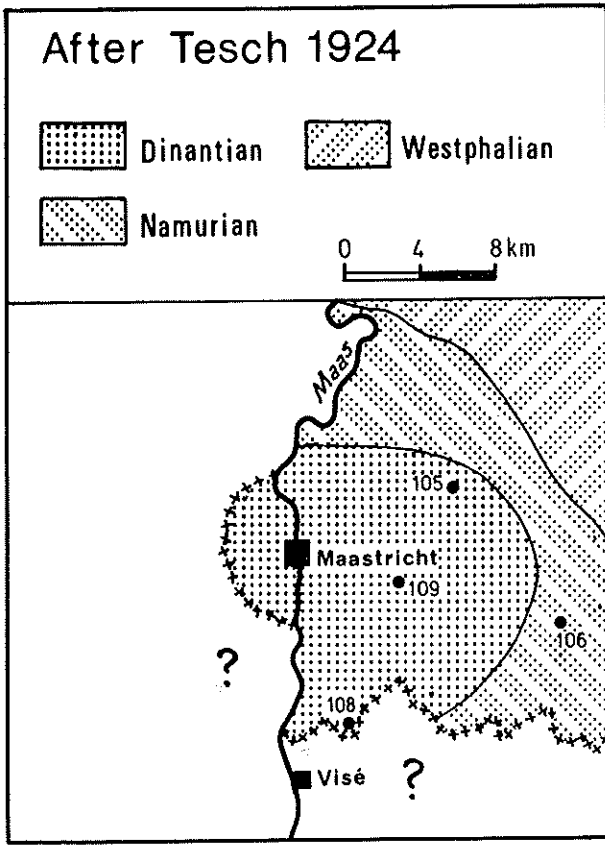 After Tesch 1924
Dinantian
Westphalian
Namurian
0 4 8 km
Maas
105
Maastricht
109
106
?
108
Visé
?